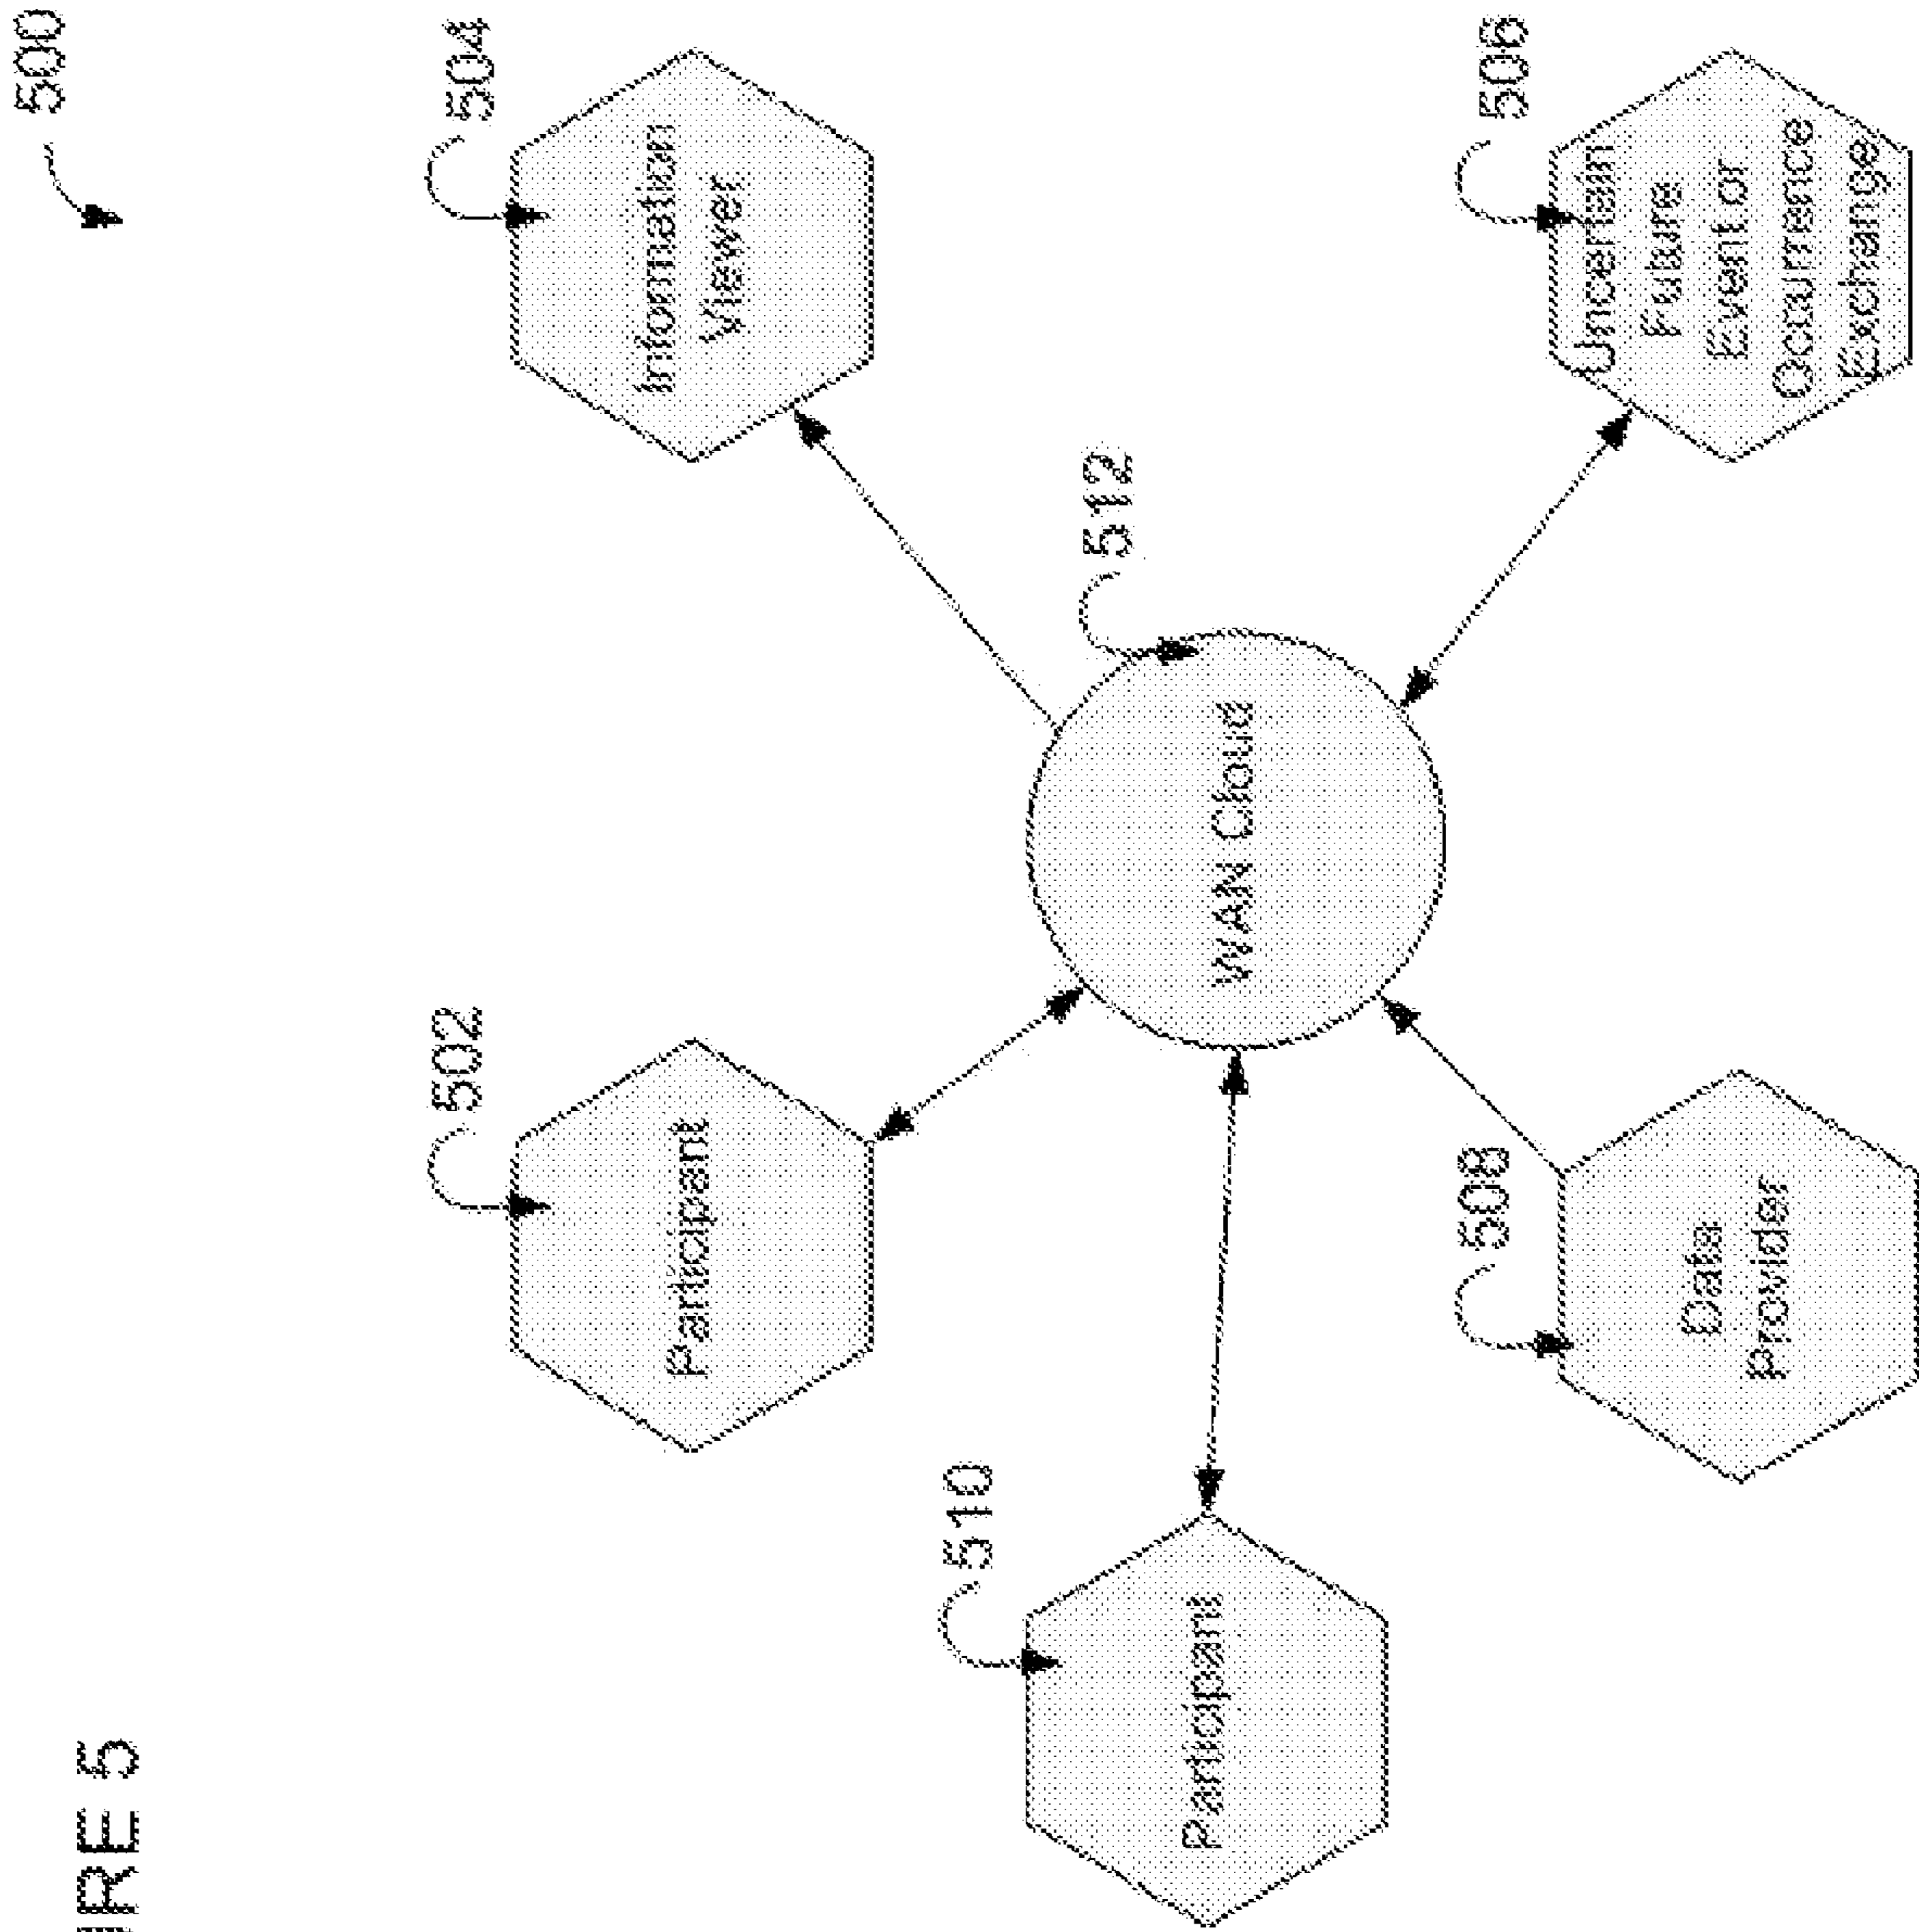 500
RE 5
502
504
Participant
Information
Viewer
510
512
Participant
WAN Cloud
508
506
Data
Provider
Uncertain
Future
Event or
Occurrence
Exchange